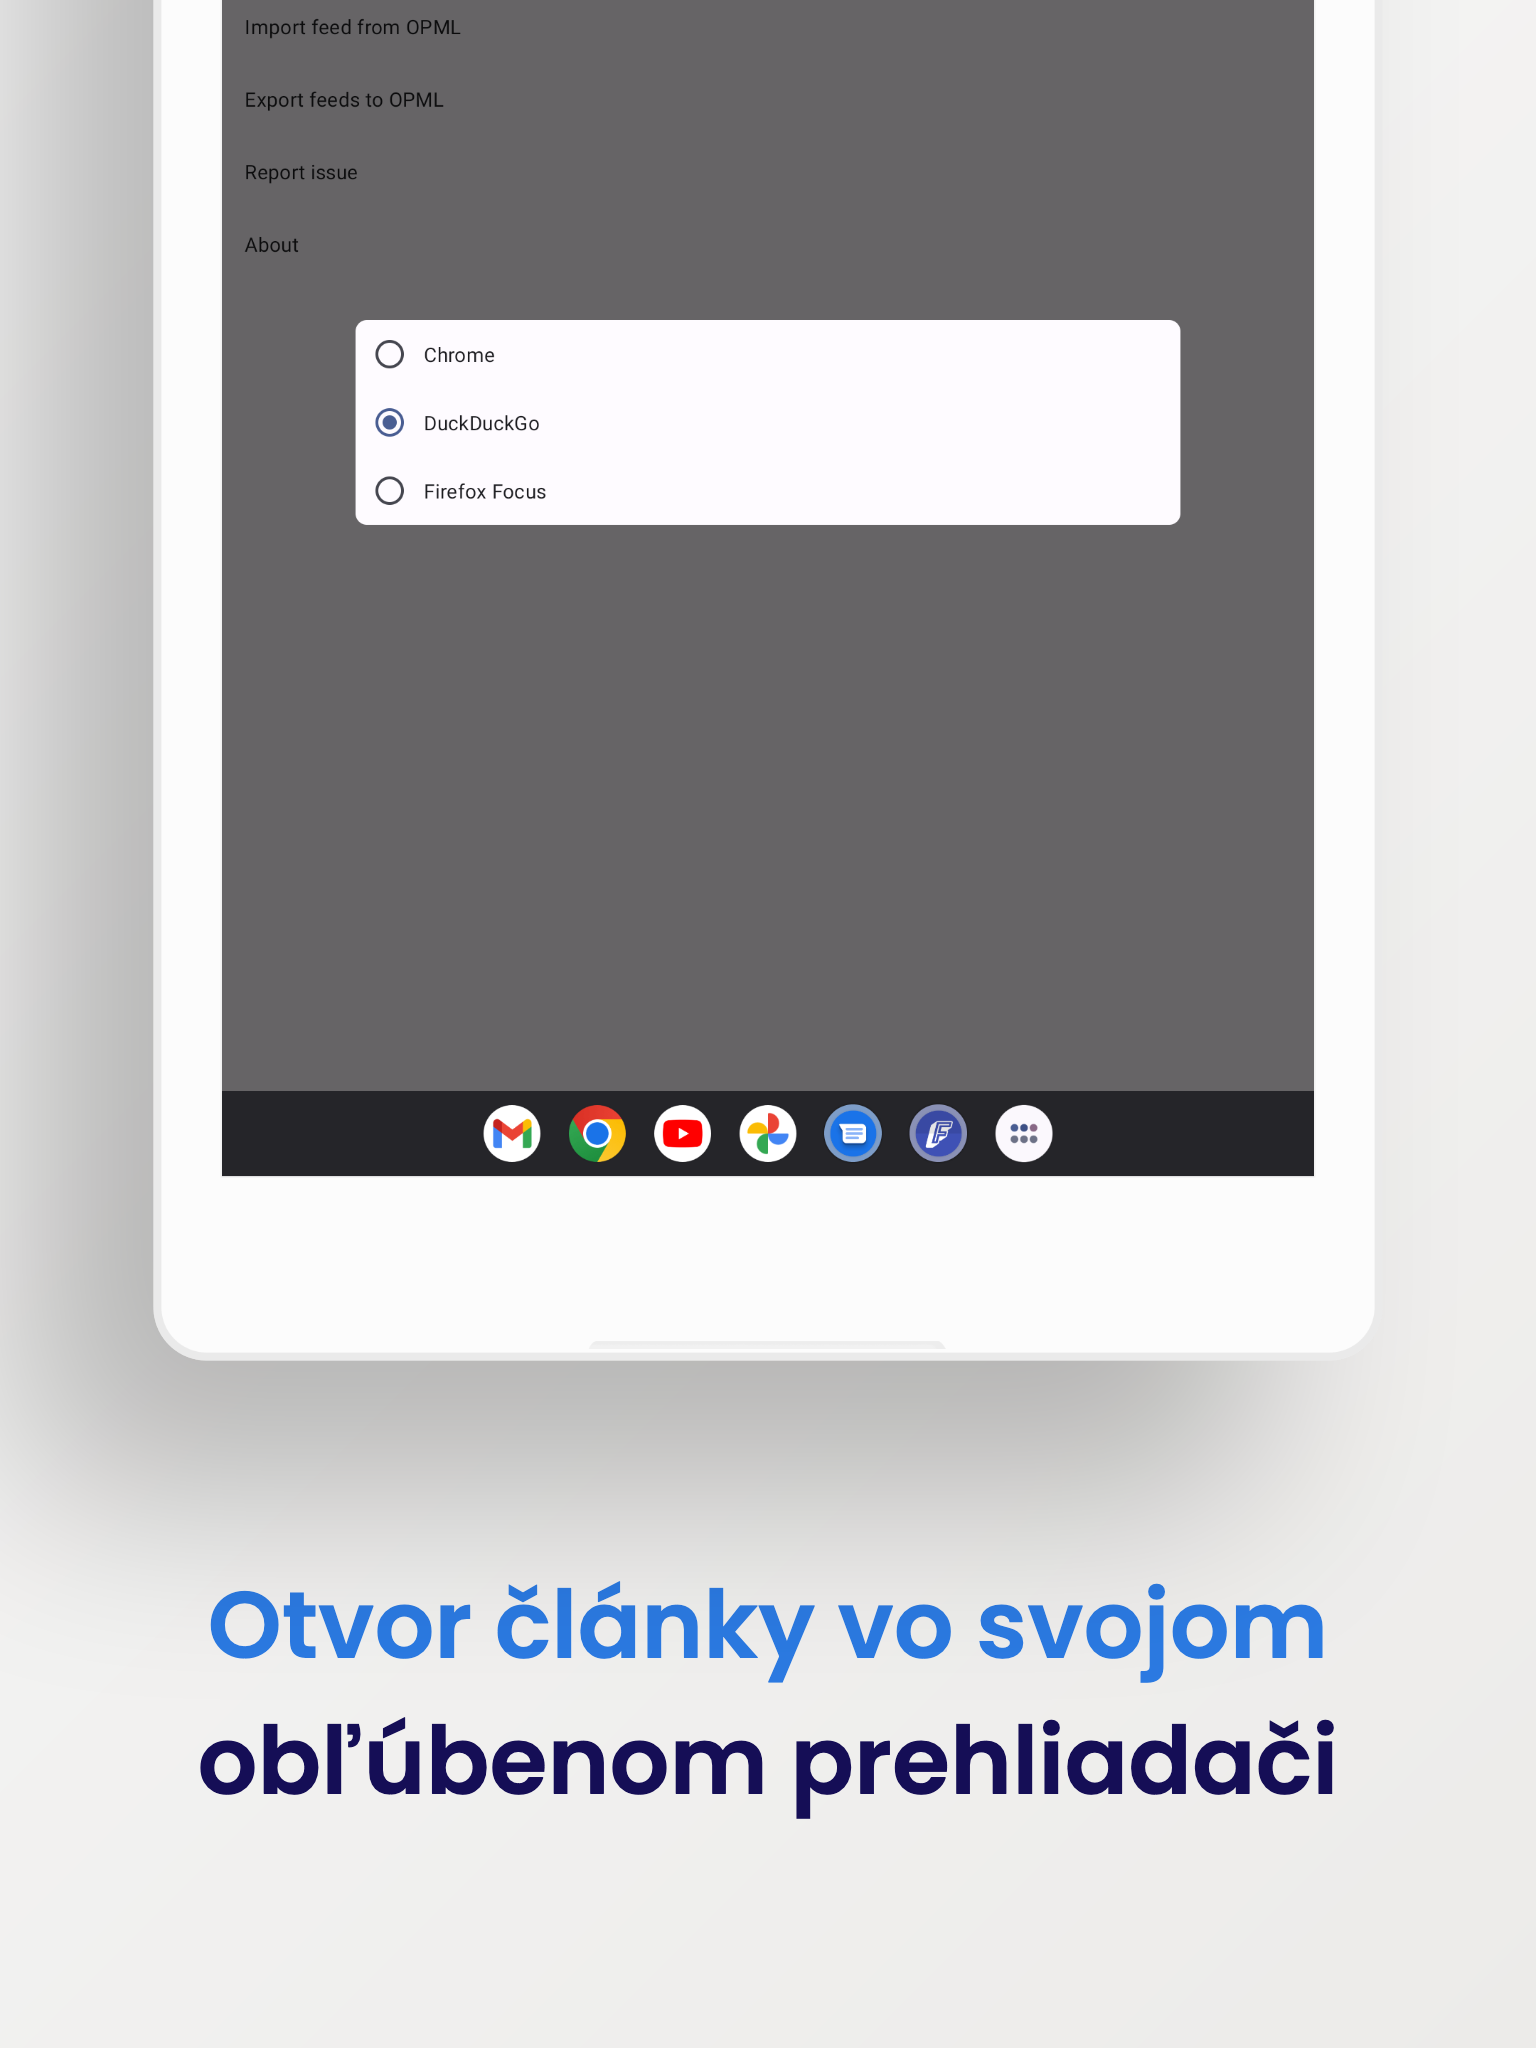 Import feed from OPML
Export feeds to OPML
Report issue
About
Chrome
DuckDuckGo
Firefox Focus
Otvor články vo svojom
obľúbenom prehliadači